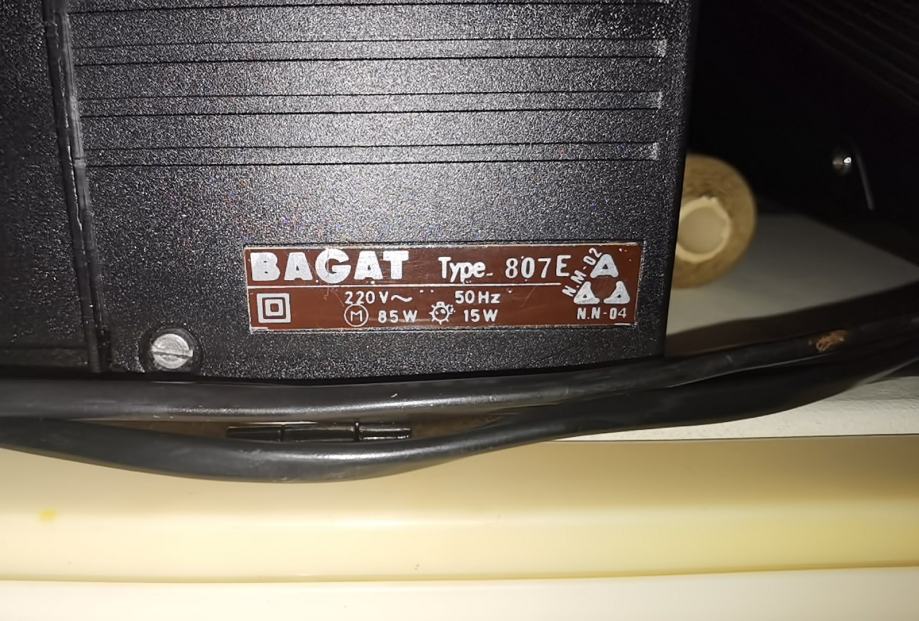 BAGAT Type 807E
220V~ 50Hz
M 85W 15W
N.M-02
N.N-04